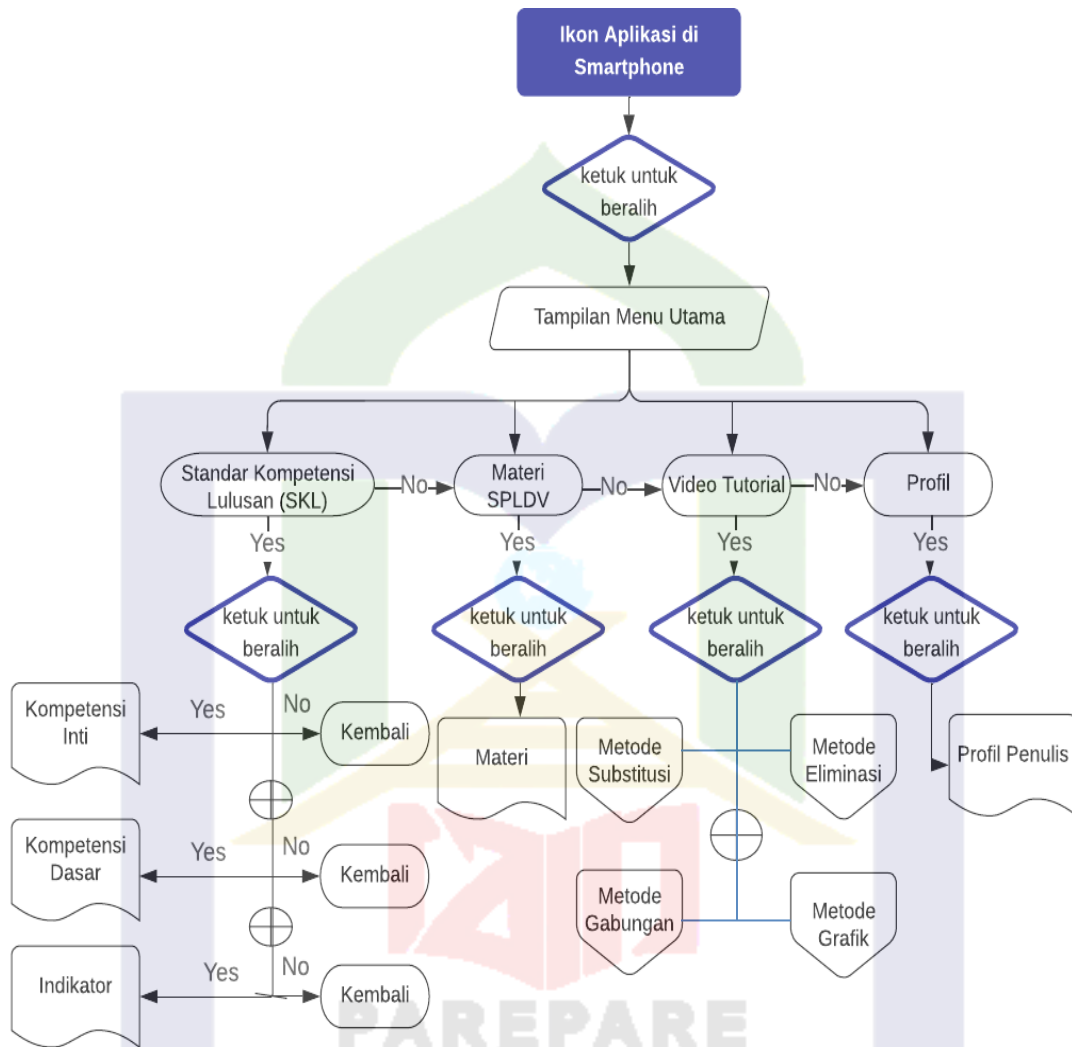 Ikon Aplikasi di
Smartphone
ketuk untuk
beralih
Tampilan Menu Utama
Standar Kompetensi
Lulusan (SKL)
No
Materi
SPLDV
No
Video Tutorial
No
Profil
Yes
Yes
Yes
Yes
ketuk untuk
beralih
ketuk untuk
beralih
ketuk untuk
beralih
ketuk untuk
beralih
Kompetensi
Inti
Yes
No
Kembali
Materi
Metode
Substitusi
Metode
Eliminasi
Profil Penulis
Kompetensi
Dasar
Yes
No
Kembali
Metode
Gabungan
Metode
Grafik
Indikator
Yes
No
Kembali
PAREPARE